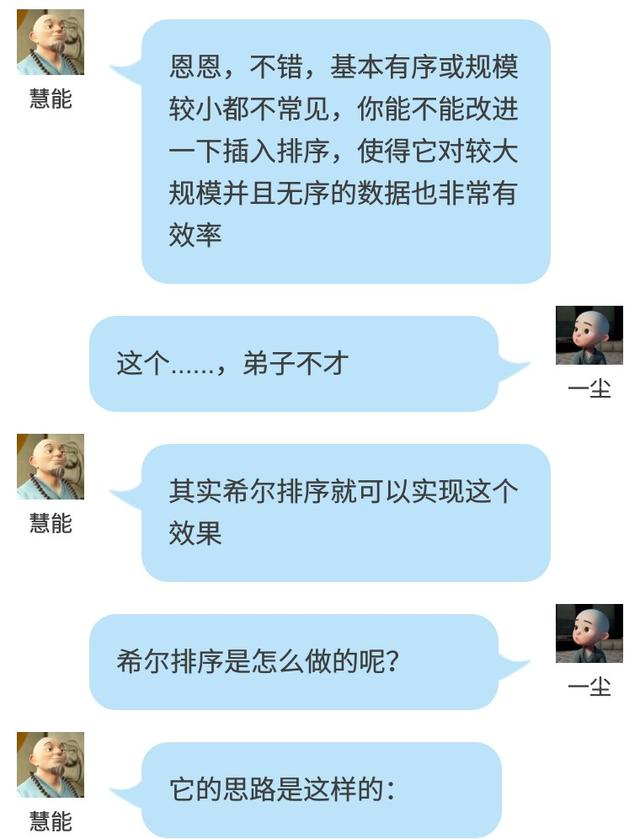 恩恩，不错，基本有序或规模
较小都不常见，你能不能改进
一下插入排序，使得它对较大
规模并且无序的数据也非常有
效率
慧能
这个......，弟子不才
一尘
其实希尔排序就可以实现这个
效果
慧能
希尔排序是怎么做的呢？
一尘
它的思路是这样的：
慧能